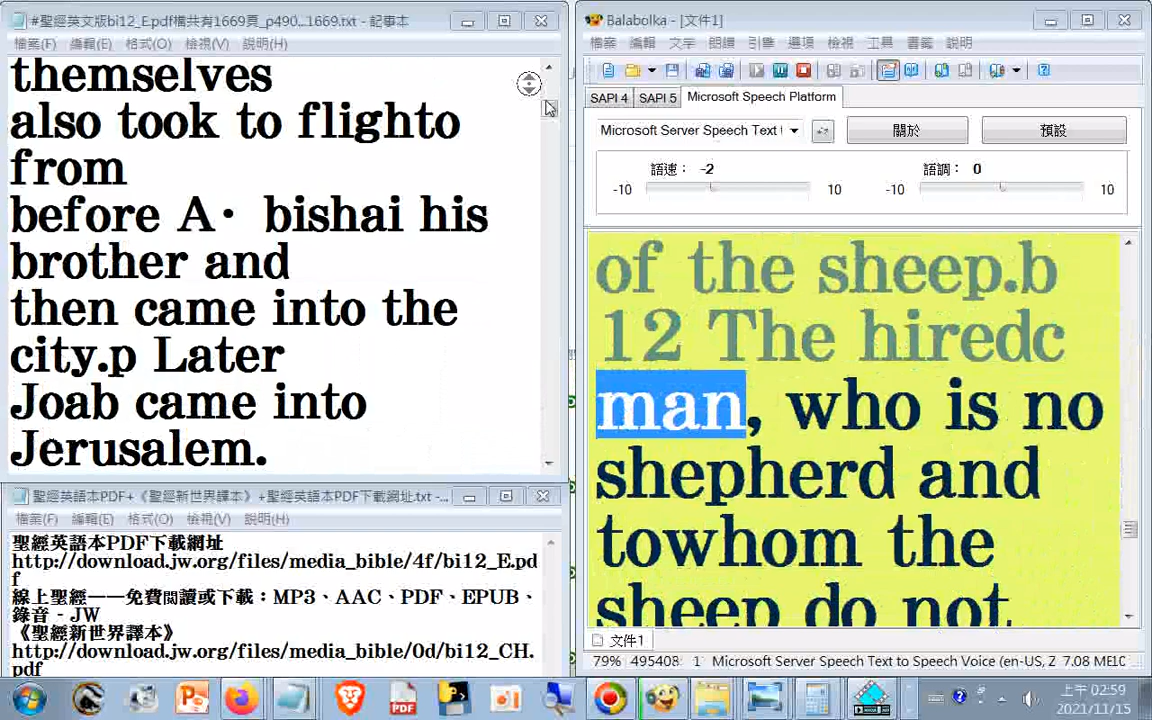 #聖經英文版bi12_E.pdf檔共有1669頁_p490,..1669.txt - 記事本
檔案(F) 編輯(E) 格式(O) 檢視(V) 說明(H)
themselves
also took to flighto
from
before A· bishai his
brother and
then came into the
city.p Later
Joab came into
Jerusalem.
聖經英語本PDF+《聖經新世界譯本》+聖經英語本PDF下載網址.txt -...
檔案(F) 編輯(E) 格式(O) 檢視(V) 說明(H)
聖經英語本PDF下載網址
http://download.jw.org/files/media_bible/4f/bi12_E.pd
f
線上聖經——免費閱讀或下載：MP3、AAC、PDF、EPUB、
錄音 - JW
《聖經新世界譯本》
http://download.jw.org/files/media_bible/0d/bi12_CH.
pdf
Balabolka - [文件1]
檔案 編輯 文字 朗讀 引擎 選項 檢視 工具 書籤 說明
SAPI 4 SAPI 5 Microsoft Speech Platform
Microsoft Server Speech Text 關於 預設
語速： -2 語調： 0
-10 10 -10 10
of the sheep.b
12 The hiredc
man, who is no
shepherd and
towhom the
sheep do not
文件1
79% 495408 1 Microsoft Server Speech Text to Speech Voice (en-US, Z 7.08
上午 02:59
2021/11/15